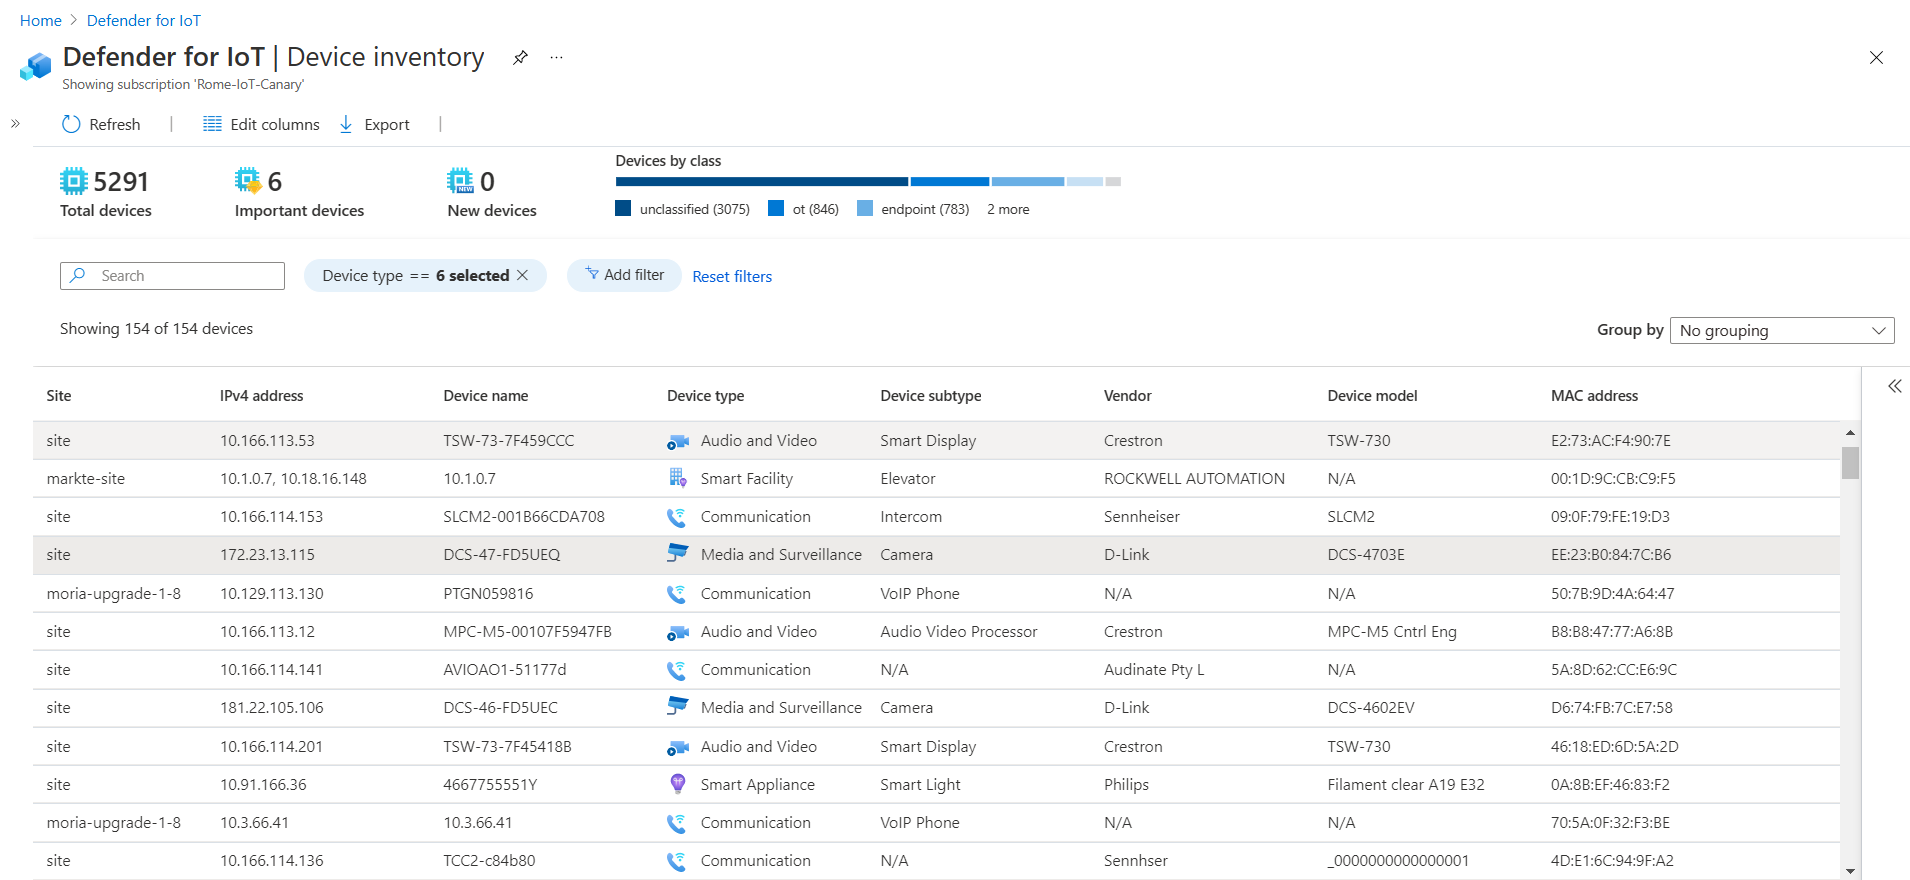 Home > Defender for IoT
Defender for IoT | Device inventory ...
Showing subscription 'Rome-IoT-Canary'
Refresh | Edit columns Export |
5291 6 NEW 0
Total devices Important devices New devices
Devices by class
unclassified (3075) ot (846) endpoint (783) 2 more
Search Device type == 6 selected Add filter Reset filters
Showing 154 of 154 devices Group by No grouping
Site IPv4 address Device name Device type Device subtype Vendor Device model MAC address
site 10.166.113.53 TSW-73-7F459CCC Audio and Video Smart Display Crestron TSW-730 E2:73:AC:F4:90:7E
markte-site 10.1.0.7, 10.18.16.148 10.1.0.7 Smart Facility Elevator ROCKWELL AUTOMATION N/A 00:1D:9C:CB:C9:F5
site 10.166.114.153 SLCM2-001B66CDA708 Communication Intercom Sennheiser SLCM2 09:0F:79:FE:19:D3
site 172.23.13.115 DCS-47-FD5UEQ Media and Surveillance Camera D-Link DCS-4703E EE:23:B0:84:7C:B6
moria-upgrade-1-8 10.129.113.130 PTGN059816 Communication VoIP Phone N/A N/A 50:7B:9D:4A:64:47
site 10.166.113.12 MPC-M5-00107F5947FB Audio and Video Audio Video Processor Crestron MPC-M5 Cntrl Eng B8:B8:47:77:A6:8B
site 10.166.114.141 AVIOAO1-51177d Communication N/A Audinate Pty L N/A 5A:8D:62:CC:E6:9C
site 181.22.105.106 DCS-46-FD5UEC Media and Surveillance Camera D-Link DCS-4602EV D6:74:FB:7C:E7:58
site 10.166.114.201 TSW-73-7F45418B Audio and Video Smart Display Crestron TSW-730 46:18:ED:6D:5A:2D
site 10.91.166.36 4667755551Y Smart Appliance Smart Light Philips Filament clear A19 E32 0A:8B:EF:46:83:F2
moria-upgrade-1-8 10.3.66.41 10.3.66.41 Communication VoIP Phone N/A N/A 70:5A:0F:32:F3:BE
site 10.166.114.136 TCC2-c84b80 Communication N/A Sennhser _0000000000000001 4D:E1:6C:94:9F:A2